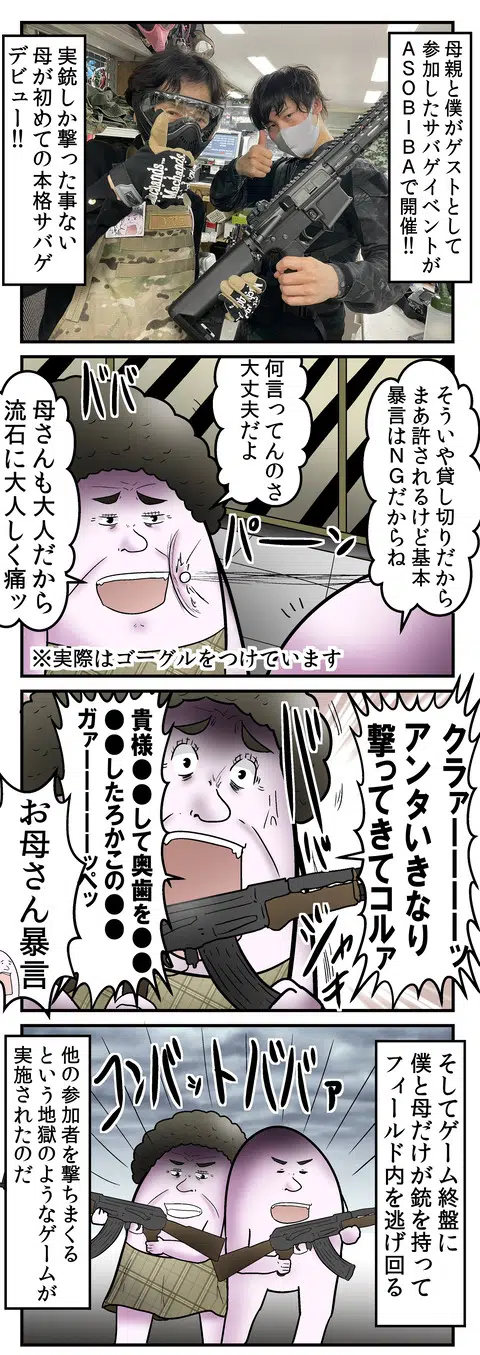 母親と僕がゲストとして
参加したサバゲイベントが
ASOBIBAで開催!!
実銃しか撃った事ない
母が初めての本格サバゲ
デビュー!!
そういや貸し切りだから
まあ許されるけど基本
暴言はNGだからね
何言ってんのさ
大丈夫だよ
ババ
母さんも大人だから
流石に大人しく痛ッ
パーン
※実際はゴーグルをつけています
クラァーーーーーッ
アンタいきなり
撃ってきてコルァ
ジャキ
貴様●●して奥歯を●●
●●したろかこの●●
ガァーーーーーッペッ
お母さん暴言
そしてゲーム終盤に
僕と母だけが銃を持って
フィールド内を逃げ回る
コンバットババァ
他の参加者を撃ちまくる
という地獄のようなゲームが
実施されたのだ